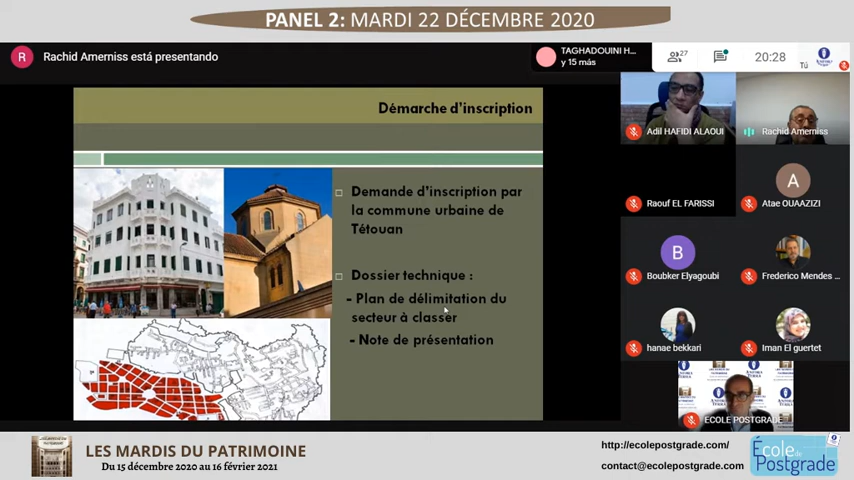 PANEL 2: MARDI 22 DÉCEMBRE 2020
R
Rachid Amerniss está presentando
TAGHADOUINI H...
y 15 más
27
20:28
Tú
Démarche d'inscription
Demande d'inscription par
la commune urbaine de
Tétouan
Dossier technique :
- Plan de délimitation du
secteur à classer
- Note de présentation
Adil HAFIDI ALAOUI
Rachid Amerniss
Raouf EL FARISSI
A
Atae OUAAZIZI
B
Boubker Elyagoubi
Frederico Mendes ...
hanae bekkari
Iman El guertet
ECOLE POSTGRADE
LES MARDIS DU PATRIMOINE
Du 15 décembre 2020 au 16 février 2021
http://ecolepostgrade.com/
contact@ecolepostgrade.com
École
de
Postgrade